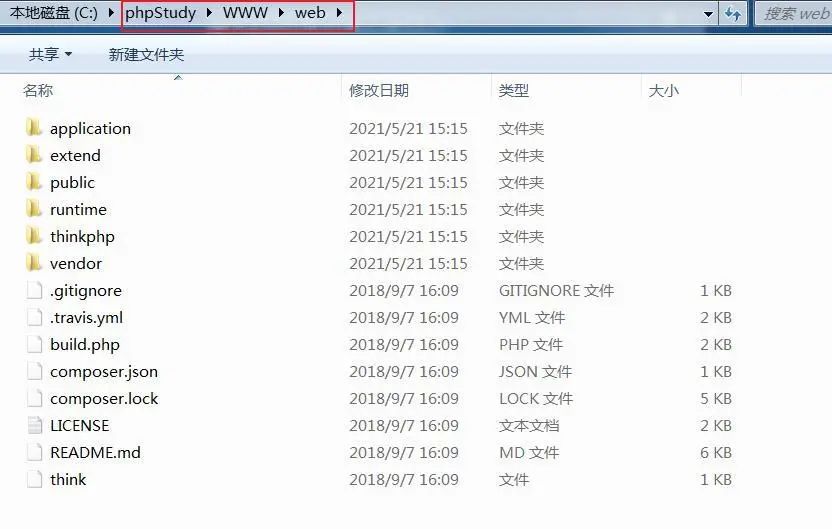 本地磁盘 (C:) phpStudy WWW web 搜索 web
共享 新建文件夹
名称 修改日期 类型 大小
application 2021/5/21 15:15 文件夹
extend 2021/5/21 15:15 文件夹
public 2021/5/21 15:15 文件夹
runtime 2021/5/21 15:15 文件夹
thinkphp 2021/5/21 15:15 文件夹
vendor 2021/5/21 15:15 文件夹
.gitignore 2018/9/7 16:09 GITIGNORE 文件 1 KB
.travis.yml 2018/9/7 16:09 YML 文件 2 KB
build.php 2018/9/7 16:09 PHP 文件 2 KB
composer.json 2018/9/7 16:09 JSON 文件 1 KB
composer.lock 2018/9/7 16:09 LOCK 文件 5 KB
LICENSE 2018/9/7 16:09 文本文档 2 KB
README.md 2018/9/7 16:09 MD 文件 6 KB
think 2018/9/7 16:09 文件 1 KB